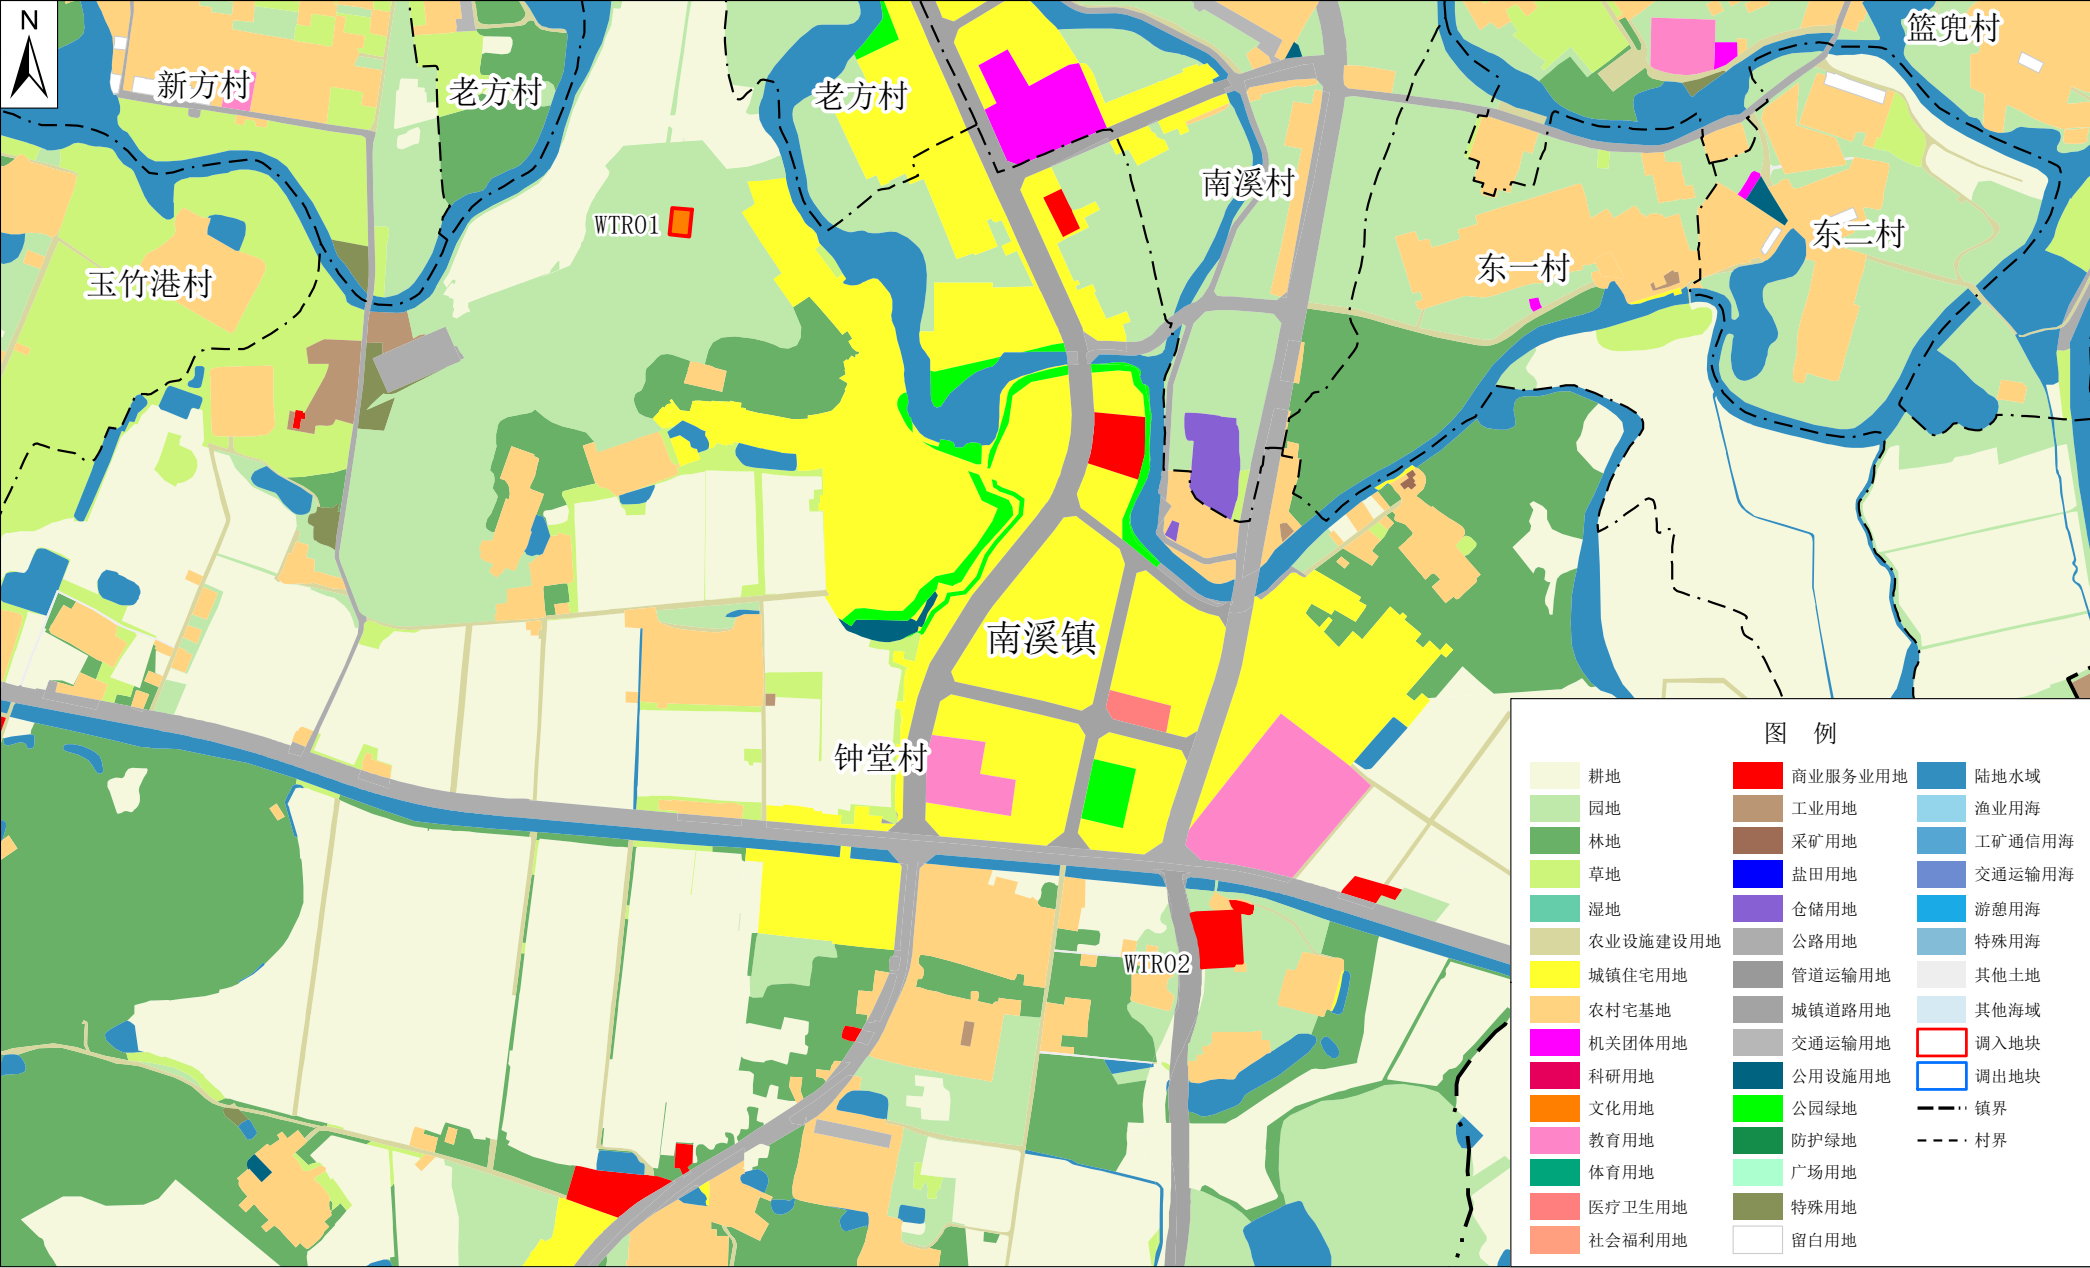 N
篮兜村
新方村
老方村
老方村
南溪村
WTR01
东二村
东一村
玉竹港村
南溪镇
钟堂村
WTR02
图 例
耕地
园地
林地
草地
湿地
农业设施建设用地
城镇住宅用地
农村宅基地
机关团体用地
科研用地
文化用地
教育用地
体育用地
医疗卫生用地
社会福利用地
商业服务业用地
工业用地
采矿用地
盐田用地
仓储用地
公路用地
管道运输用地
城镇道路用地
交通运输用地
公用设施用地
公园绿地
防护绿地
广场用地
特殊用地
留白用地
陆地水域
渔业用海
工矿通信用海
交通运输用海
游憩用海
特殊用海
其他土地
其他海域
调入地块
调出地块
镇界
村界